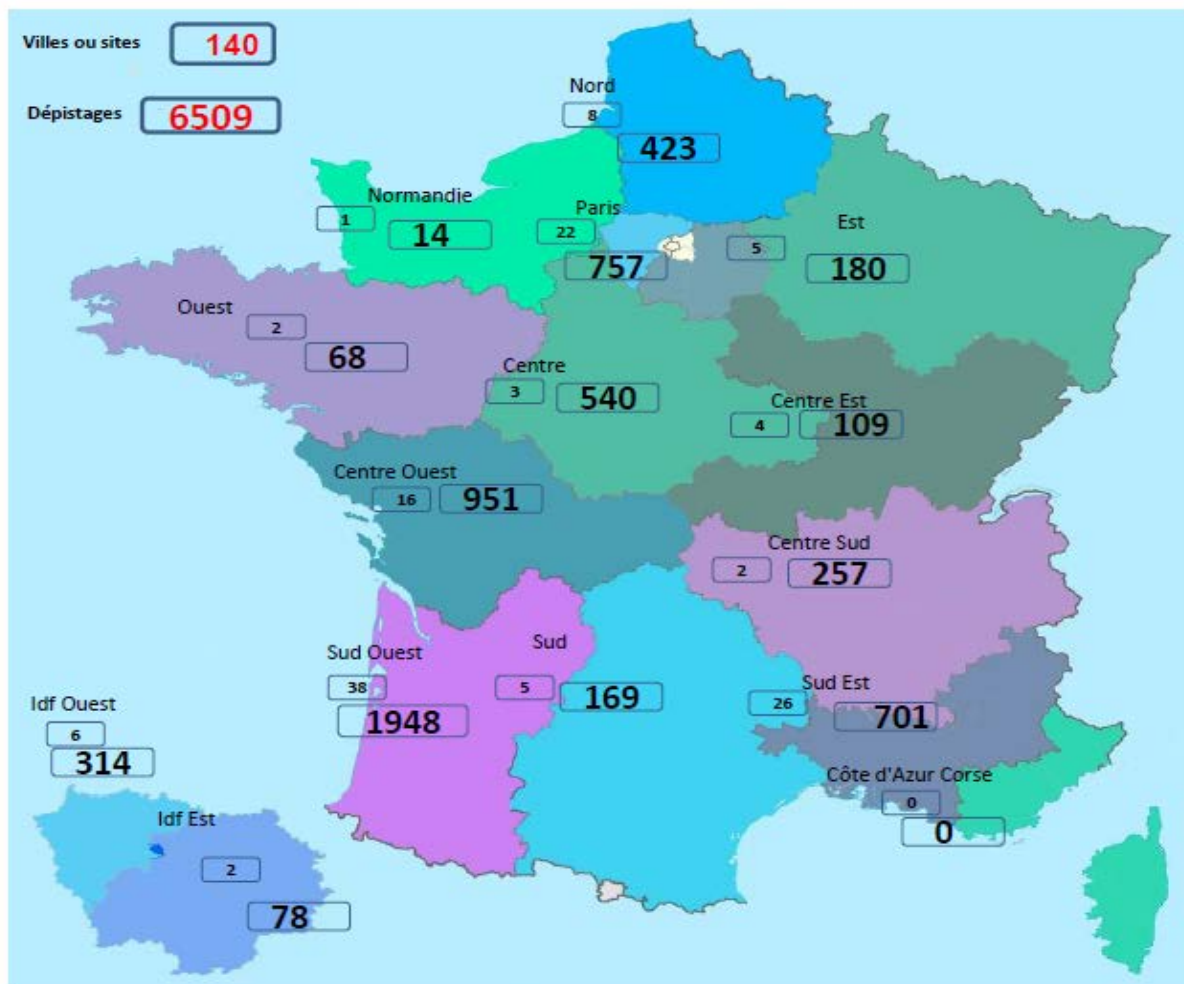 Villes ou sites 140
Dépistages 6509
Nord
8
423
Normandie
1
14
Paris
22
757
Est
5
180
Ouest
2
68
Centre
3
540
Centre Est
4
109
Centre Ouest
16
951
Centre Sud
2
257
Sud Ouest
38
1948
Sud
5
169
Sud Est
26
701
Côte d'Azur Corse
0
0
Idf Ouest
6
314
Idf Est
2
78